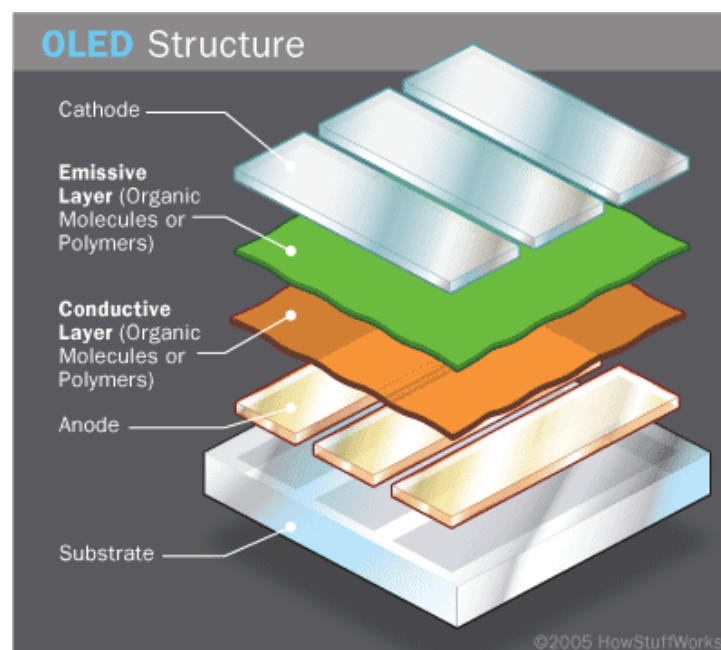 OLED Structure
Cathode
Emissive
Layer (Organic
Molecules or
Polymers)
Conductive
Layer (Organic
Molecules or
Polymers)
Anode
Substrate
©2005 HowStuffWorks